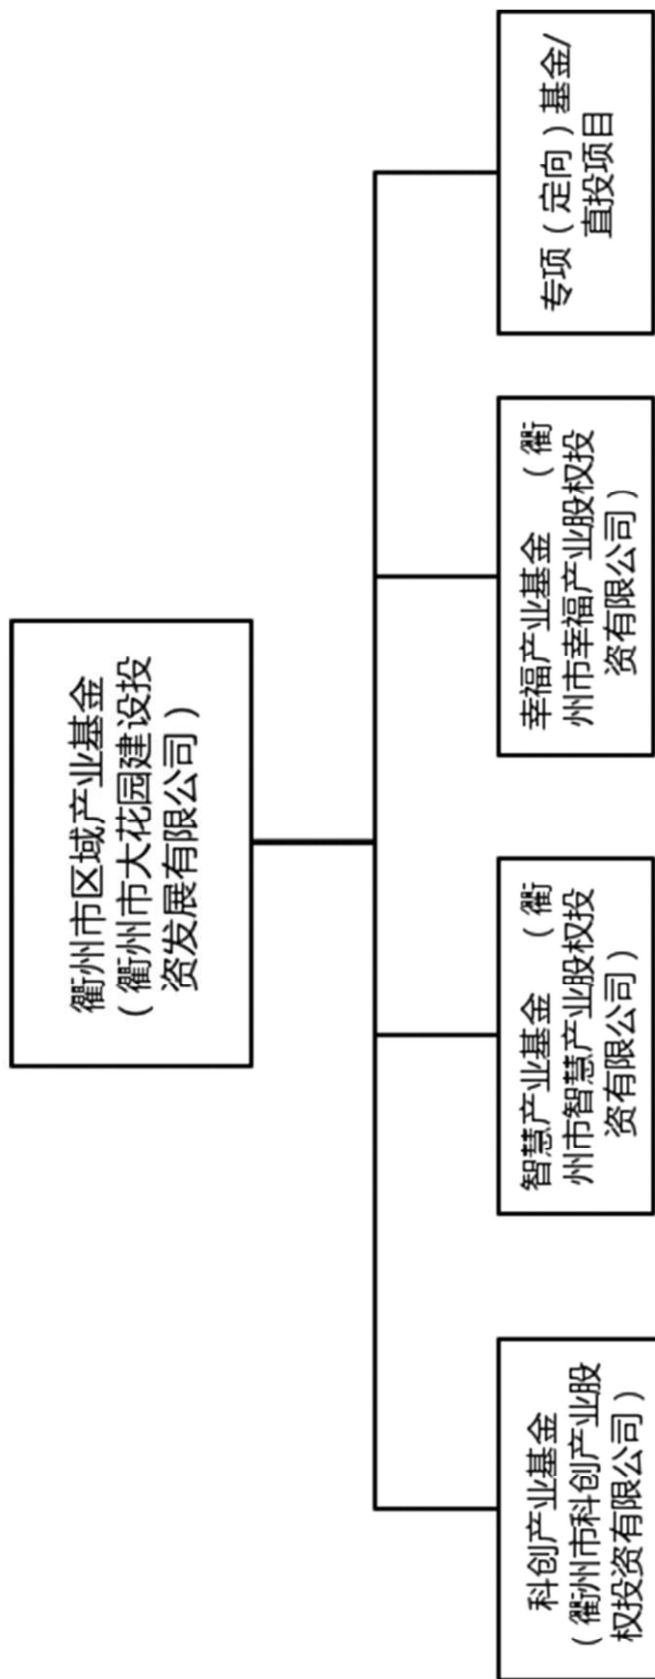 衢州市区域产业基金
（衢州市大花园建设投
资发展有限公司）
科创产业基金
（衢州市科创产业股
权投资有限公司）
智慧产业基金　（衢
州市智慧产业股权投
资有限公司）
幸福产业基金　（衢
州市幸福产业股权投
资有限公司）
专项（定向）基金/
直投项目